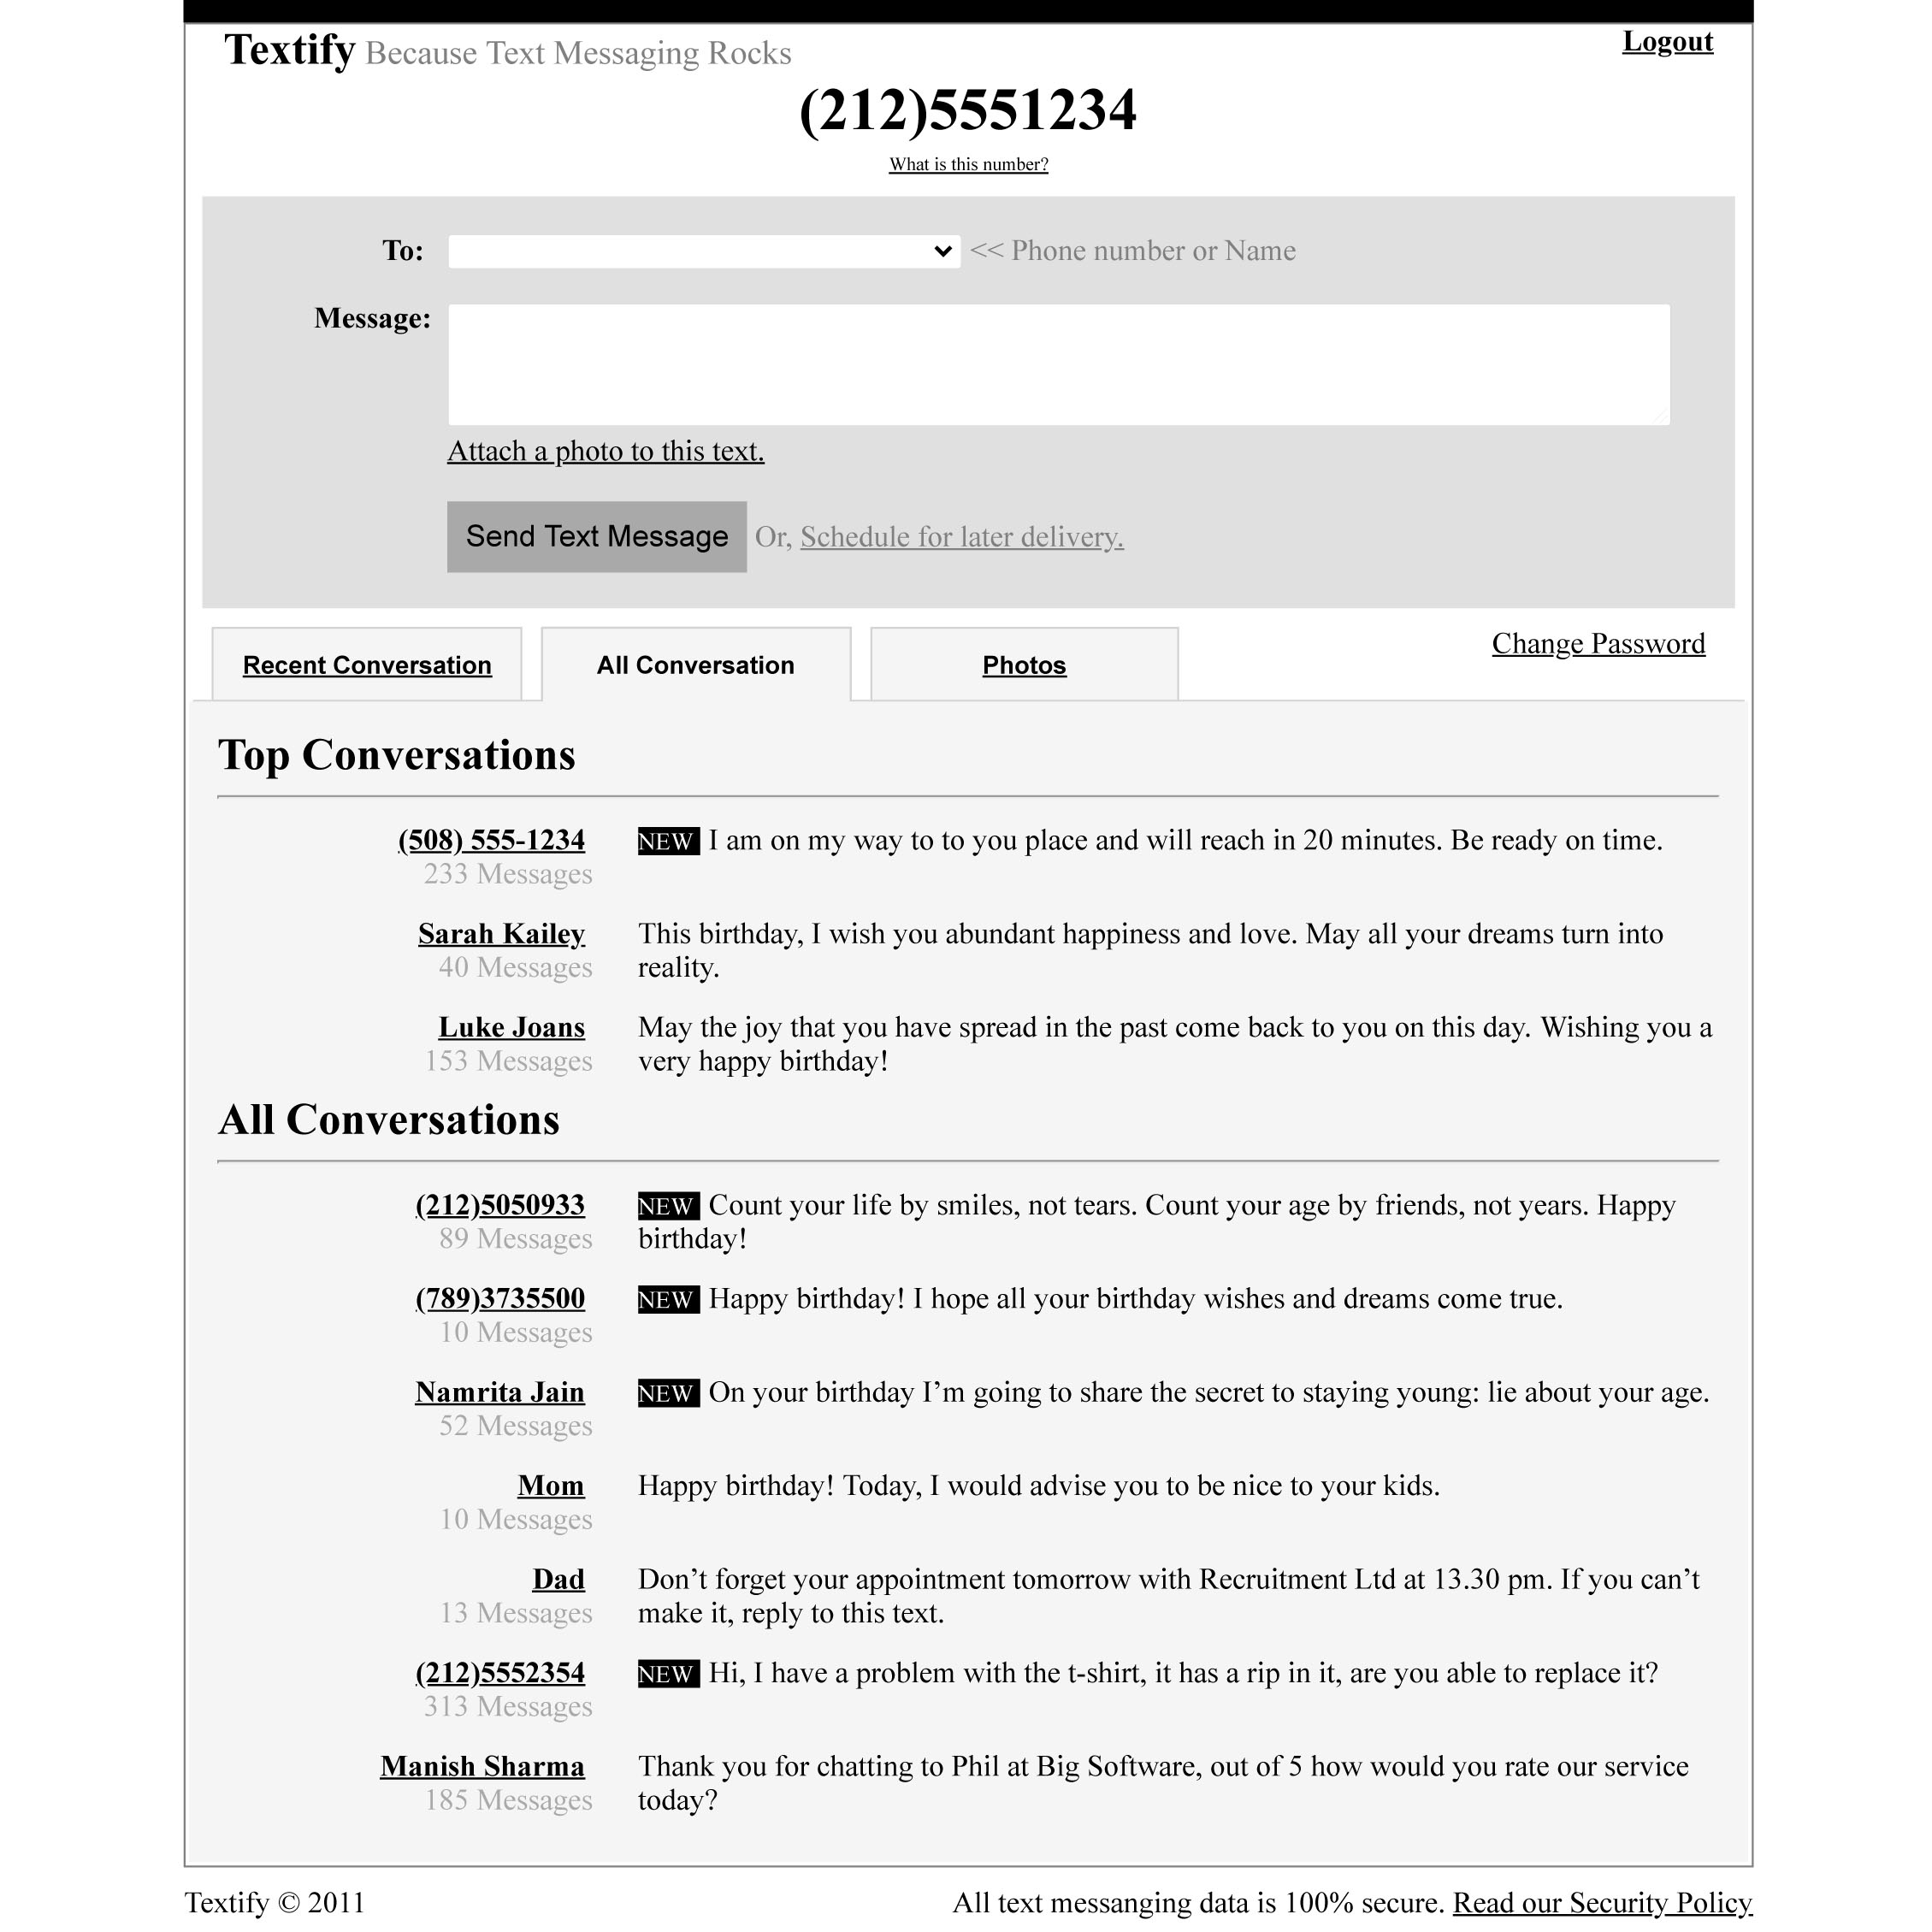 Textify Because Text Messaging Rocks
Logout
(212)5551234
What is this number?
To:
<< Phone number or Name
Message:
Attach a photo to this text.
Send Text Message Or, Schedule for later delivery.
Recent Conversation
All Conversation
Photos
Change Password
Top Conversations
(508) 555-1234
233 Messages
NEW I am on my way to to you place and will reach in 20 minutes. Be ready on time.
Sarah Kailey
40 Messages
This birthday, I wish you abundant happiness and love. May all your dreams turn into
reality.
Luke Joans
153 Messages
May the joy that you have spread in the past come back to you on this day. Wishing you a
very happy birthday!
All Conversations
(212)5050933
89 Messages
NEW Count your life by smiles, not tears. Count your age by friends, not years. Happy
birthday!
(789)3735500
10 Messages
NEW Happy birthday! I hope all your birthday wishes and dreams come true.
Namrita Jain
52 Messages
NEW On your birthday I’m going to share the secret to staying young: lie about your age.
Mom
10 Messages
Happy birthday! Today, I would advise you to be nice to your kids.
Dad
13 Messages
Don’t forget your appointment tomorrow with Recruitment Ltd at 13.30 pm. If you can’t
make it, reply to this text.
(212)5552354
313 Messages
NEW Hi, I have a problem with the t-shirt, it has a rip in it, are you able to replace it?
Manish Sharma
185 Messages
Thank you for chatting to Phil at Big Software, out of 5 how would you rate our service
today?
Textify © 2011
All text messanging data is 100% secure. Read our Security Policy